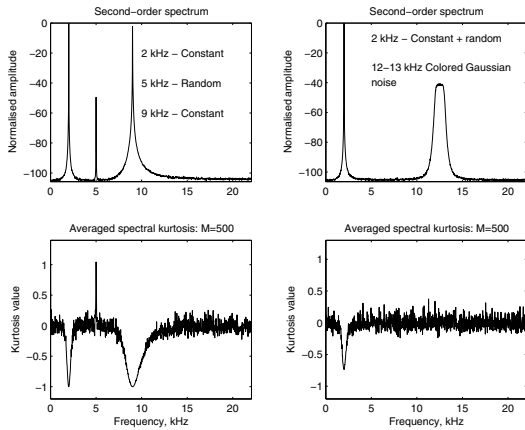 Second−order spectrum
Normalised amplitude
0
−20
−40
−60
−80
−100
2 kHz − Constant
5 kHz − Random
9 kHz − Constant
0 5 10 15 20
Second−order spectrum
Normalised amplitude
0
−20
−40
−60
−80
−100
2 kHz − Constant + random
12−13 kHz Colored Gaussian
noise
0 5 10 15 20
Averaged spectral kurtosis: M=500
Kurtosis value
1
0.5
0
−0.5
−1
0 5 10 15 20
Frequency, kHz
Averaged spectral kurtosis: M=500
Kurtosis value
1
0.5
0
−0.5
−1
0 5 10 15 20
Frequency, kHz